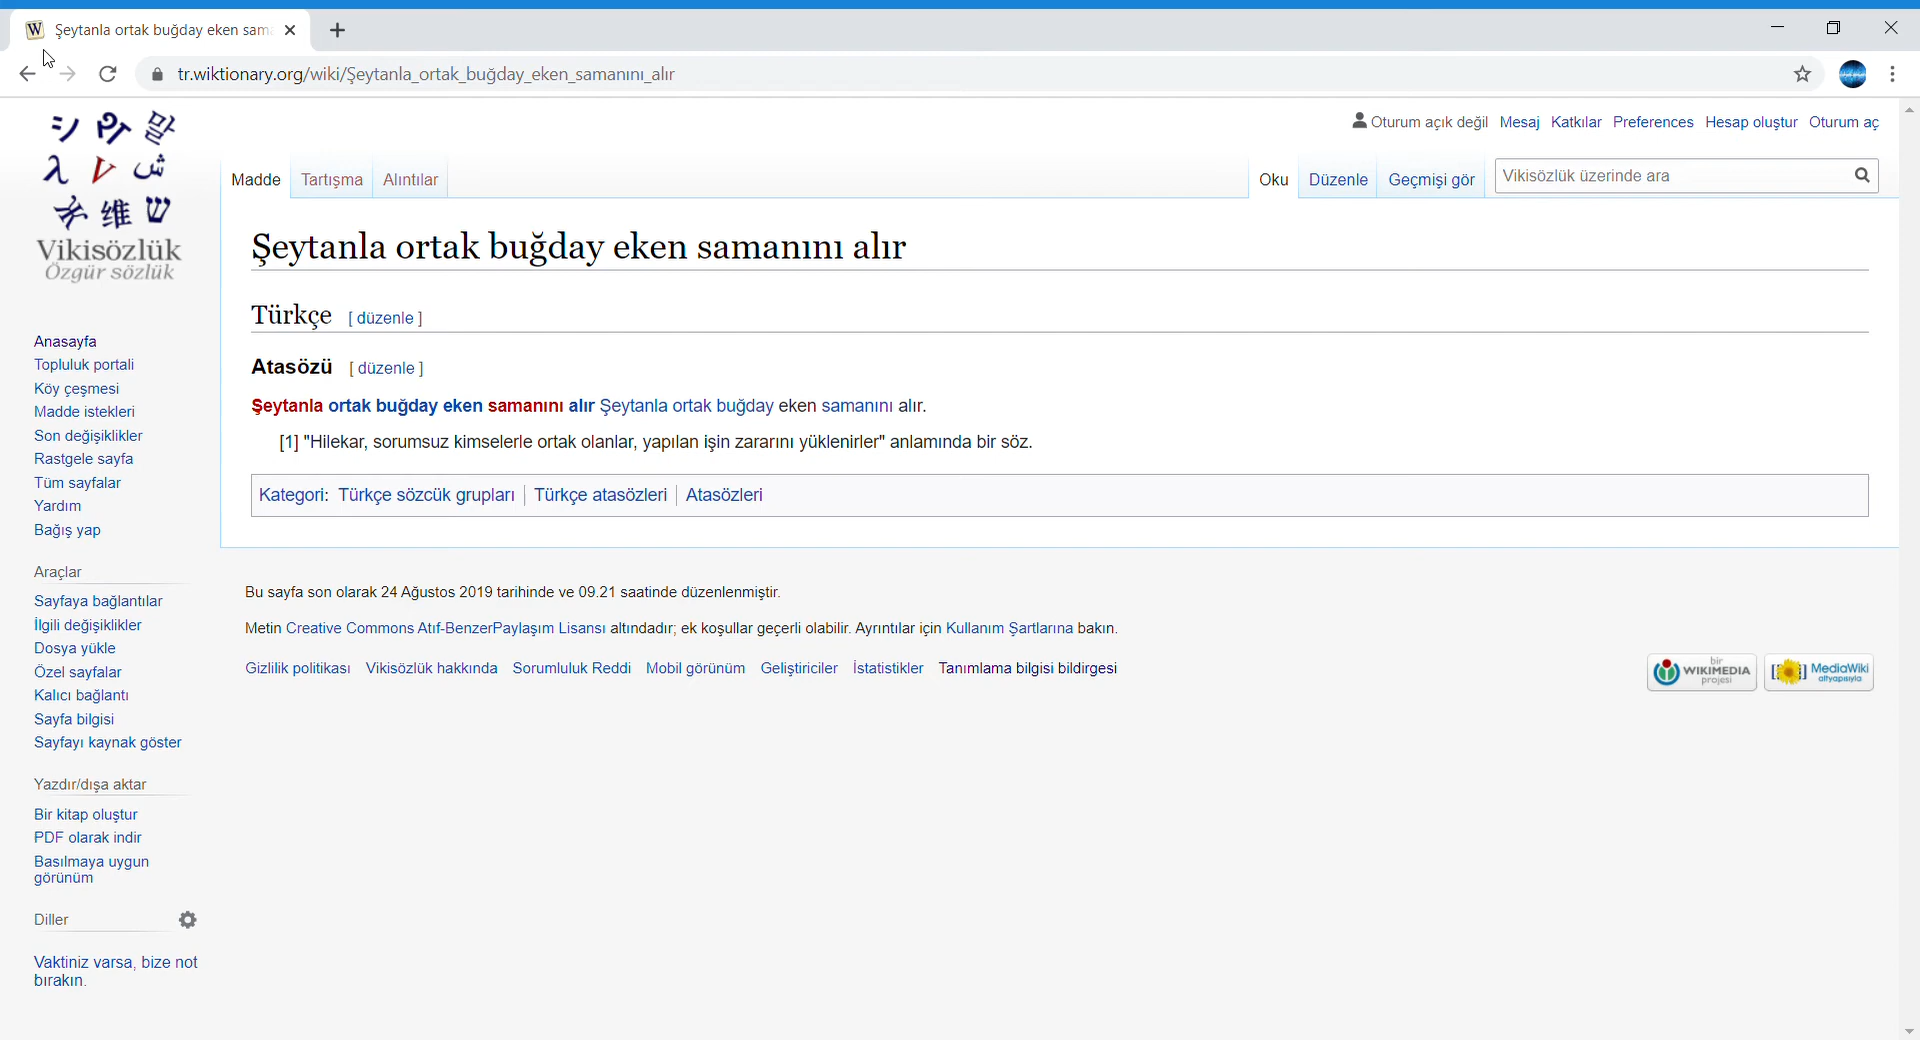 Şeytanla ortak buğday eken sam
tr.wiktionary.org/wiki/Şeytanla_ortak_buğday_eken_samanını_alır
Oturum açık değil Mesaj Katkılar Preferences Hesap oluştur Oturum aç
Madde Tartışma Alıntılar Oku Düzenle Geçmişi gör Vikisözlük üzerinde ara
シ 말
λ V ش
维 ש
Vikisözlük
Özgür sözlük
Anasayfa
Topluluk portali
Köy çeşmesi
Madde istekleri
Son değişiklikler
Rastgele sayfa
Tüm sayfalar
Yardım
Bağış yap
Araçlar
Sayfaya bağlantılar
İlgili değişiklikler
Dosya yükle
Özel sayfalar
Kalıcı bağlantı
Sayfa bilgisi
Sayfayı kaynak göster
Yazdır/dışa aktar
Bir kitap oluştur
PDF olarak indir
Basılmaya uygun
görünüm
Diller
Vaktiniz varsa, bize not
bırakın.
Şeytanla ortak buğday eken samanını alır
Türkçe [ düzenle ]
Atasözü [ düzenle ]
Şeytanla ortak buğday eken samanını alır Şeytanla ortak buğday eken samanını alır.
[1] "Hilekar, sorumsuz kimselerle ortak olanlar, yapılan işin zararını yüklenirler" anlamında bir söz.
Kategori: Türkçe sözcük grupları | Türkçe atasözleri | Atasözleri
Bu sayfa son olarak 24 Ağustos 2019 tarihinde ve 09.21 saatinde düzenlenmiştir.
Metin Creative Commons Atıf-BenzerPaylaşım Lisansı altındadır; ek koşullar geçerli olabilir. Ayrıntılar için Kullanım Şartlarına bakın.
Gizlilik politikası Vikisözlük hakkında Sorumluluk Reddi Mobil görünüm Geliştiriciler İstatistikler Tanımlama bilgisi bildirgesi
bir
WIKIMEDIA
projesi
MediaWiki
altyapısıyla